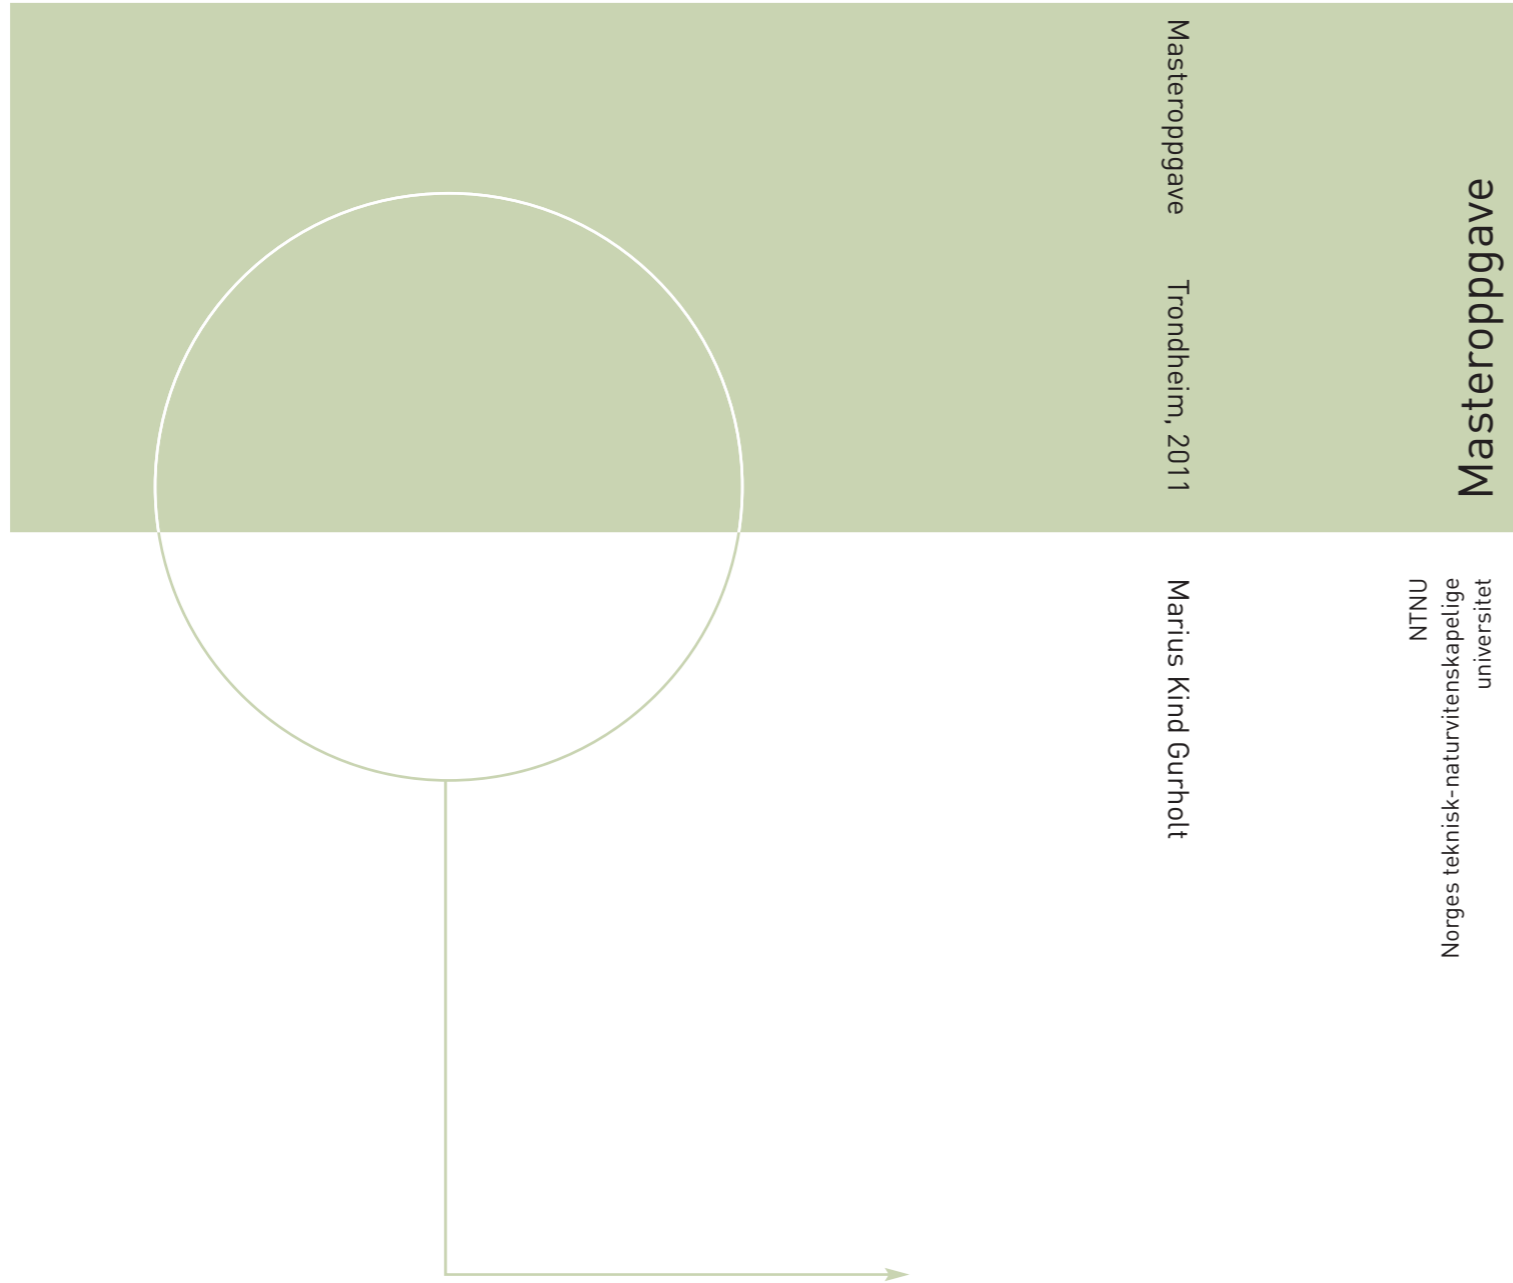 Masteroppgave
Trondheim, 2011
Marius Kind Gurholt
Masteroppgave
NTNU
Norges teknisk-naturvitenskapelige
universitet